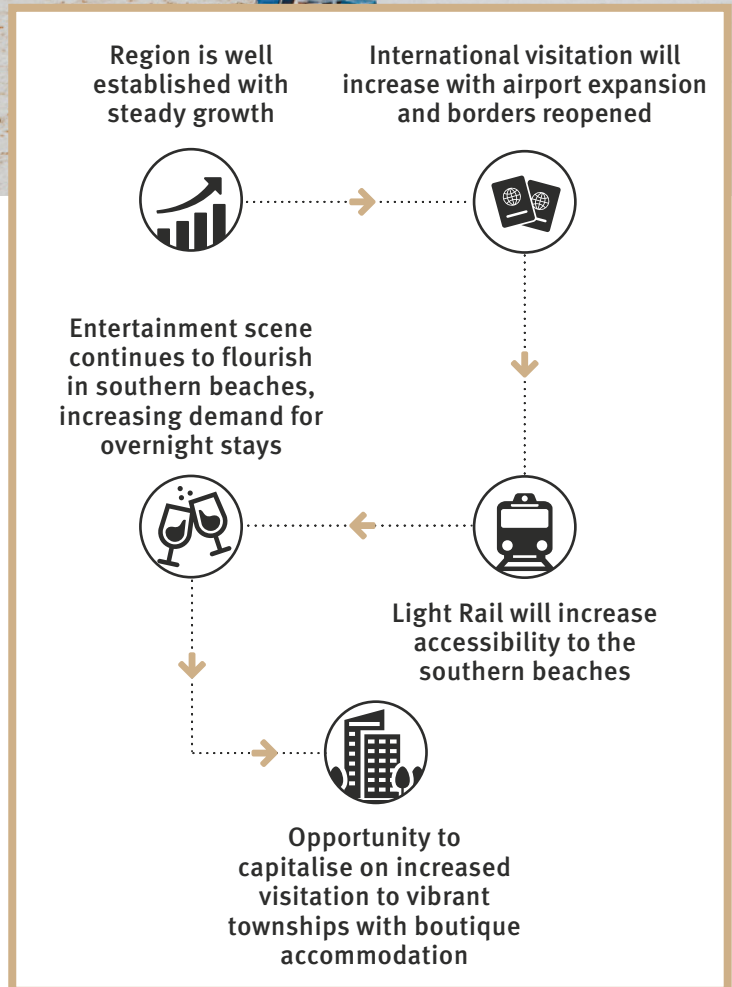 Region is well
established with
steady growth
International visitation will
increase with airport expansion
and borders reopened
Light Rail will increase
accessibility to the
southern beaches
Entertainment scene
continues to flourish
in southern beaches,
increasing demand for
overnight stays
Opportunity to
capitalise on increased
visitation to vibrant
townships with boutique
accommodation